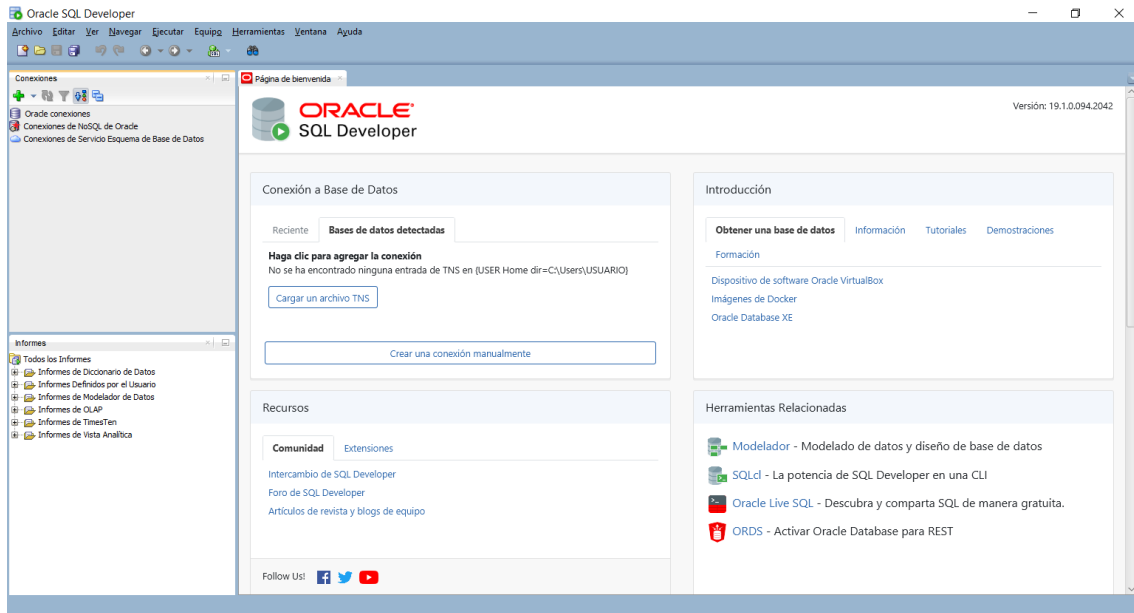 Oracle SQL Developer
Archivo Editar Ver Navegar Ejecutar Equipo Herramientas Ventana Ayuda
Conexiones
Oracle conexiones
Conexiones de NoSQL de Oracle
Conexiones de Servicio Esquema de Base de Datos
Informes
Todos los Informes
Informes de Diccionario de Datos
Informes Definidos por el Usuario
Informes de Modelador de Datos
Informes de OLAP
Informes de TimesTen
Informes de Vista Analítica
Página de bienvenida
ORACLE
SQL Developer
Versión: 19.1.0.094.2042
Conexión a Base de Datos
Reciente Bases de datos detectadas
Haga clic para agregar la conexión
No se ha encontrado ninguna entrada de TNS en {USER Home dir=C:\Users\USUARIO}
Cargar un archivo TNS
Crear una conexión manualmente
Introducción
Obtener una base de datos Información Tutoriales Demostraciones
Formación
Dispositivo de software Oracle VirtualBox
Imágenes de Docker
Oracle Database XE
Recursos
Comunidad Extensiones
Intercambio de SQL Developer
Foro de SQL Developer
Artículos de revista y blogs de equipo
Follow Us!
Herramientas Relacionadas
Modelador - Modelado de datos y diseño de base de datos
SQLcl - La potencia de SQL Developer en una CLI
Oracle Live SQL - Descubra y comparta SQL de manera gratuita.
ORDS - Activar Oracle Database para REST